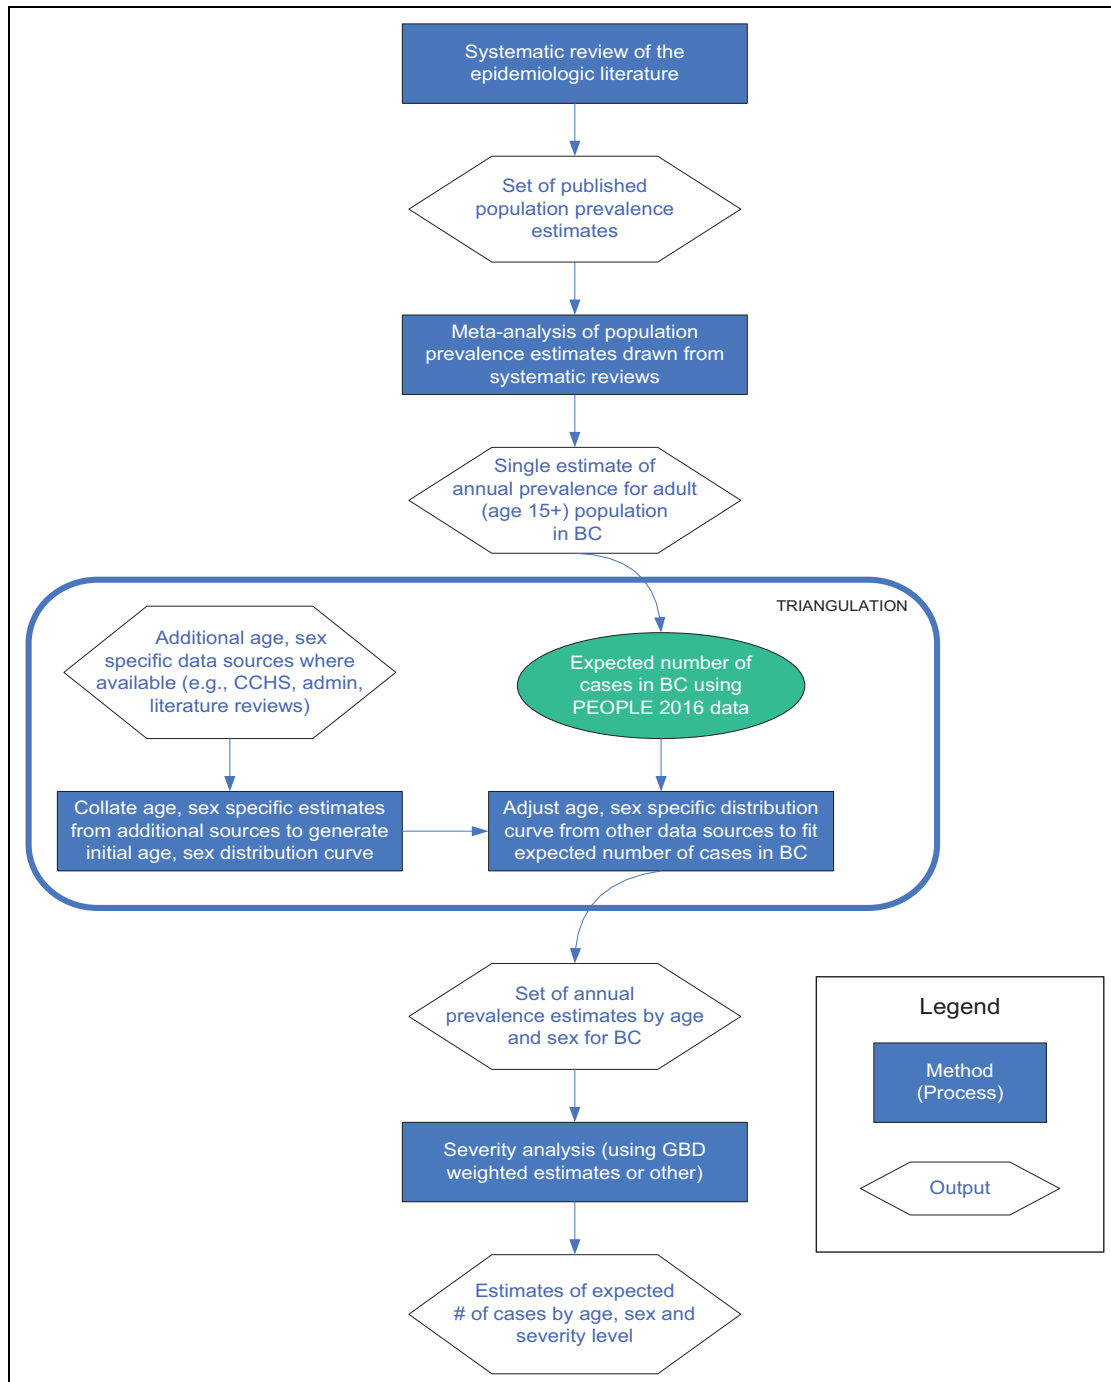 Systematic review of the
epidemiologic literature
Set of published
population prevalence
estimates
Meta-analysis of population
prevalence estimates drawn from
systematic reviews
Single estimate of
annual prevalence for adult
(age 15+) population
in BC
TRIANGULATION
Additional age, sex
specific data sources where
available (e.g., CCHS, admin,
literature reviews)
Expected number of
cases in BC using
PEOPLE 2016 data
Collate age, sex specific estimates
from additional sources to generate
initial age, sex distribution curve
Adjust age, sex specific distribution
curve from other data sources to fit
expected number of cases in BC
Set of annual
prevalence estimates by age
and sex for BC
Severity analysis (using GBD
weighted estimates or other)
Estimates of expected
# of cases by age, sex and
severity level
Legend
Method
(Process)
Output